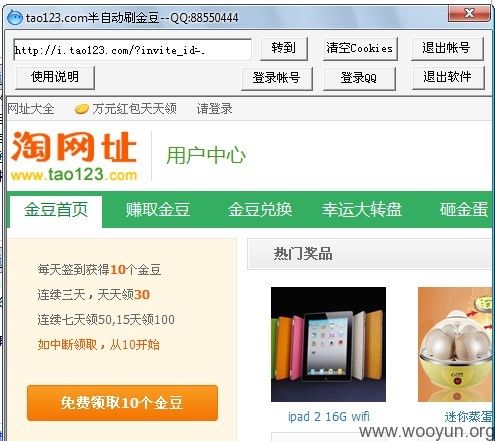 tao123.com半自动刷金豆--QQ:88550444
http://i.tao123.com/?invite_id=.
转到
清空Cookies
退出帐号
使用说明
登录帐号
登录QQ
退出软件
网址大全
万元红包天天领
请登录
淘网址
www.tao123.com
用户中心
金豆首页
赚取金豆
金豆兑换
幸运大转盘
砸金蛋
每天签到获得10个金豆
连续三天，天天领30
连续七天领50,15天领100
如中断领取，从10开始
免费领取10个金豆
热门奖品
ipad 2 16G wifi
迷你蒸蛋
www.wooyun.org